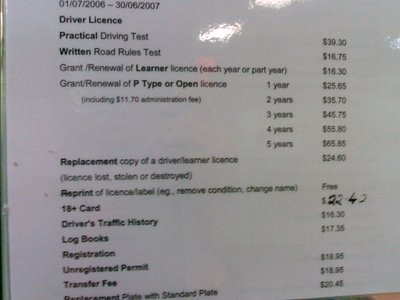 01/07/2006 – 30/06/2007
Driver Licence
Practical Driving Test $39.30
Written Road Rules Test $16.75
Grant /Renewal of Learner licence (each year or part year) $16.30
Grant/Renewal of P Type or Open licence 1 year $25.65
(including $11.70 administration fee) 2 years $35.70
3 years $45.75
4 years $55.80
5 years $65.85
Replacement copy of a driver/learner licence $24.60
(licence lost, stolen or destroyed)
Reprint of licence/label (eg., remove condition, change name) Free
18+ Card $22.40
Driver's Traffic History $16.30
Log Books $17.35
Registration
Unregistered Permit $18.95
Transfer Fee $18.95
Replacement Plate with Standard Plate $20.45